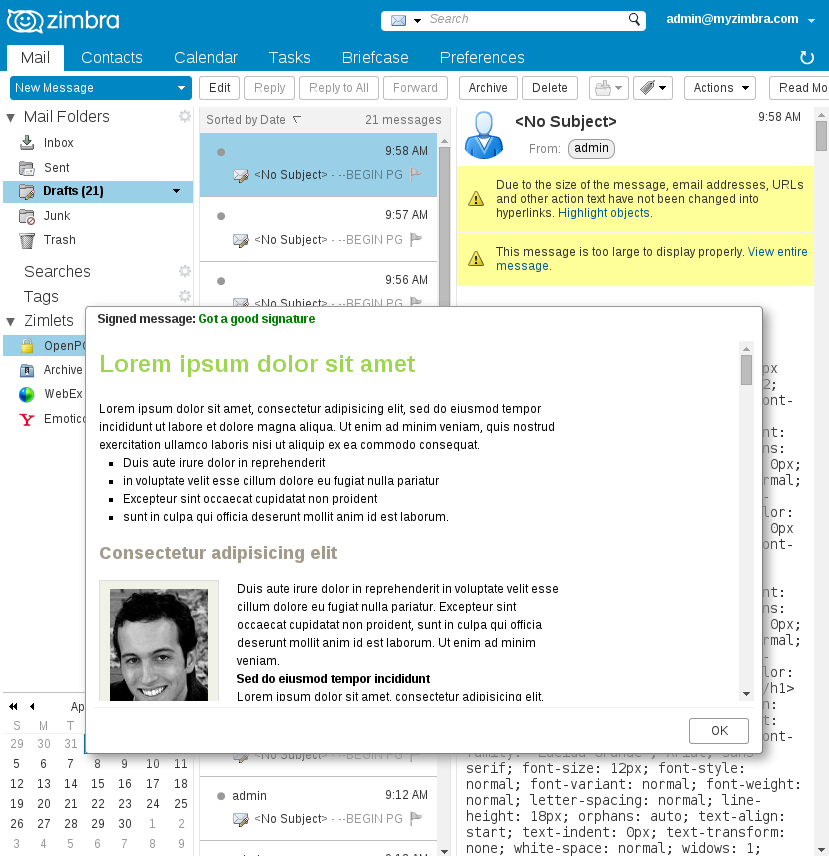 zimbra
Search
admin@myzimbra.com
Mail Contacts Calendar Tasks Briefcase Preferences
New Message
Edit Reply Reply to All Forward Archive Delete Actions Read Mo
Mail Folders
Inbox
Sent
Drafts (21)
Junk
Trash
Searches
Tags
Zimlets
OpenPG
Archive
WebEx
Emotico
Sorted by Date 21 messages
9:58 AM
<No Subject> - --BEGIN PG
9:57 AM
<No Subject> - --BEGIN PG
9:56 AM
<No Subject> - --BEGIN PG
<No Subject>
9:58 AM
From: admin
Due to the size of the message, email addresses, URLs
and other action text have not been changed into
hyperlinks. Highlight objects.
This message is too large to display properly. View entire
message.
Signed message: Got a good signature
Lorem ipsum dolor sit amet
Lorem ipsum dolor sit amet, consectetur adipisicing elit, sed do eiusmod tempor
incididunt ut labore et dolore magna aliqua. Ut enim ad minim veniam, quis nostrud
exercitation ullamco laboris nisi ut aliquip ex ea commodo consequat.
Duis aute irure dolor in reprehenderit
in voluptate velit esse cillum dolore eu fugiat nulla pariatur
Excepteur sint occaecat cupidatat non proident
sunt in culpa qui officia deserunt mollit anim id est laborum.
Consectetur adipisicing elit
Duis aute irure dolor in reprehenderit in voluptate velit esse
cillum dolore eu fugiat nulla pariatur. Excepteur sint
occaecat cupidatat non proident, sunt in culpa qui officia
deserunt mollit anim id est laborum. Ut enim ad minim
veniam.
Sed do eiusmod tempor incididunt
Lorem ipsum dolor sit amet, consectetur adipisicing elit,
OK
px
2;
ont-
nt:
ns:
0px;
rmal;
-
lor:
0px
ont-
nt:
ns:
0px;
rmal;
-
lor:
/h1>
n:
t:
ont-
family: "Lucida Grande", Arial, sans-
serif; font-size: 12px; font-style:
normal; font-variant: normal; font-weight:
normal; letter-spacing: normal; line-
height: 18px; orphans: auto; text-align:
start; text-indent: 0px; text-transform:
none; white-space: normal; widows: 1;
<No Subject> - --BEGIN PG
admin 9:12 AM
<No Subject> - --BEGIN PG
Ap
S M T
29 30 31
5 6 7 8 9 10 11
12 13 14 15 16 17 18
19 20 21 22 23 24 25
26 27 28 29 30 1 2
3 4 5 6 7 8 9